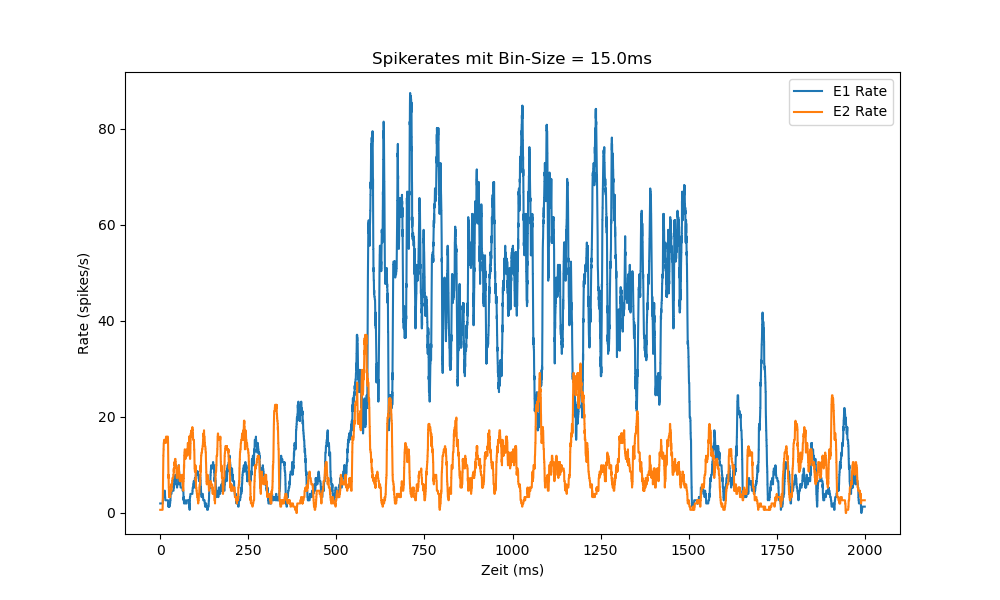 Spikerates mit Bin-Size = 15.0ms
E1 Rate
E2 Rate
80
60
40
20
0
Rate (spikes/s)
0 250 500 750 1000 1250 1500 1750 2000
Zeit (ms)